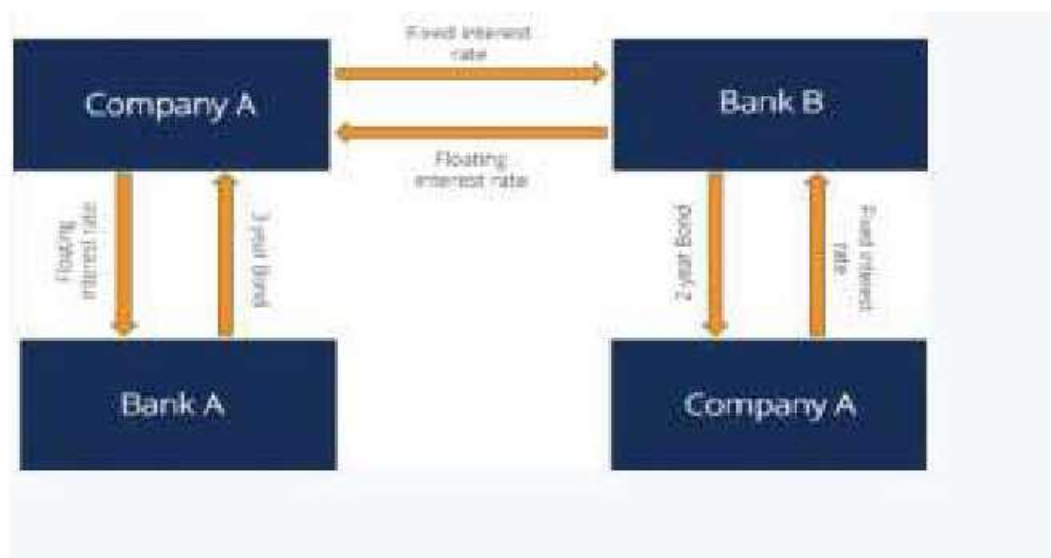 Fixed interest
rate
Company A
Bank B
Floating
interest rate
Floating
interest rate
year Bond
2-year Bond
Fixed interest
rate
Bank A
Company A